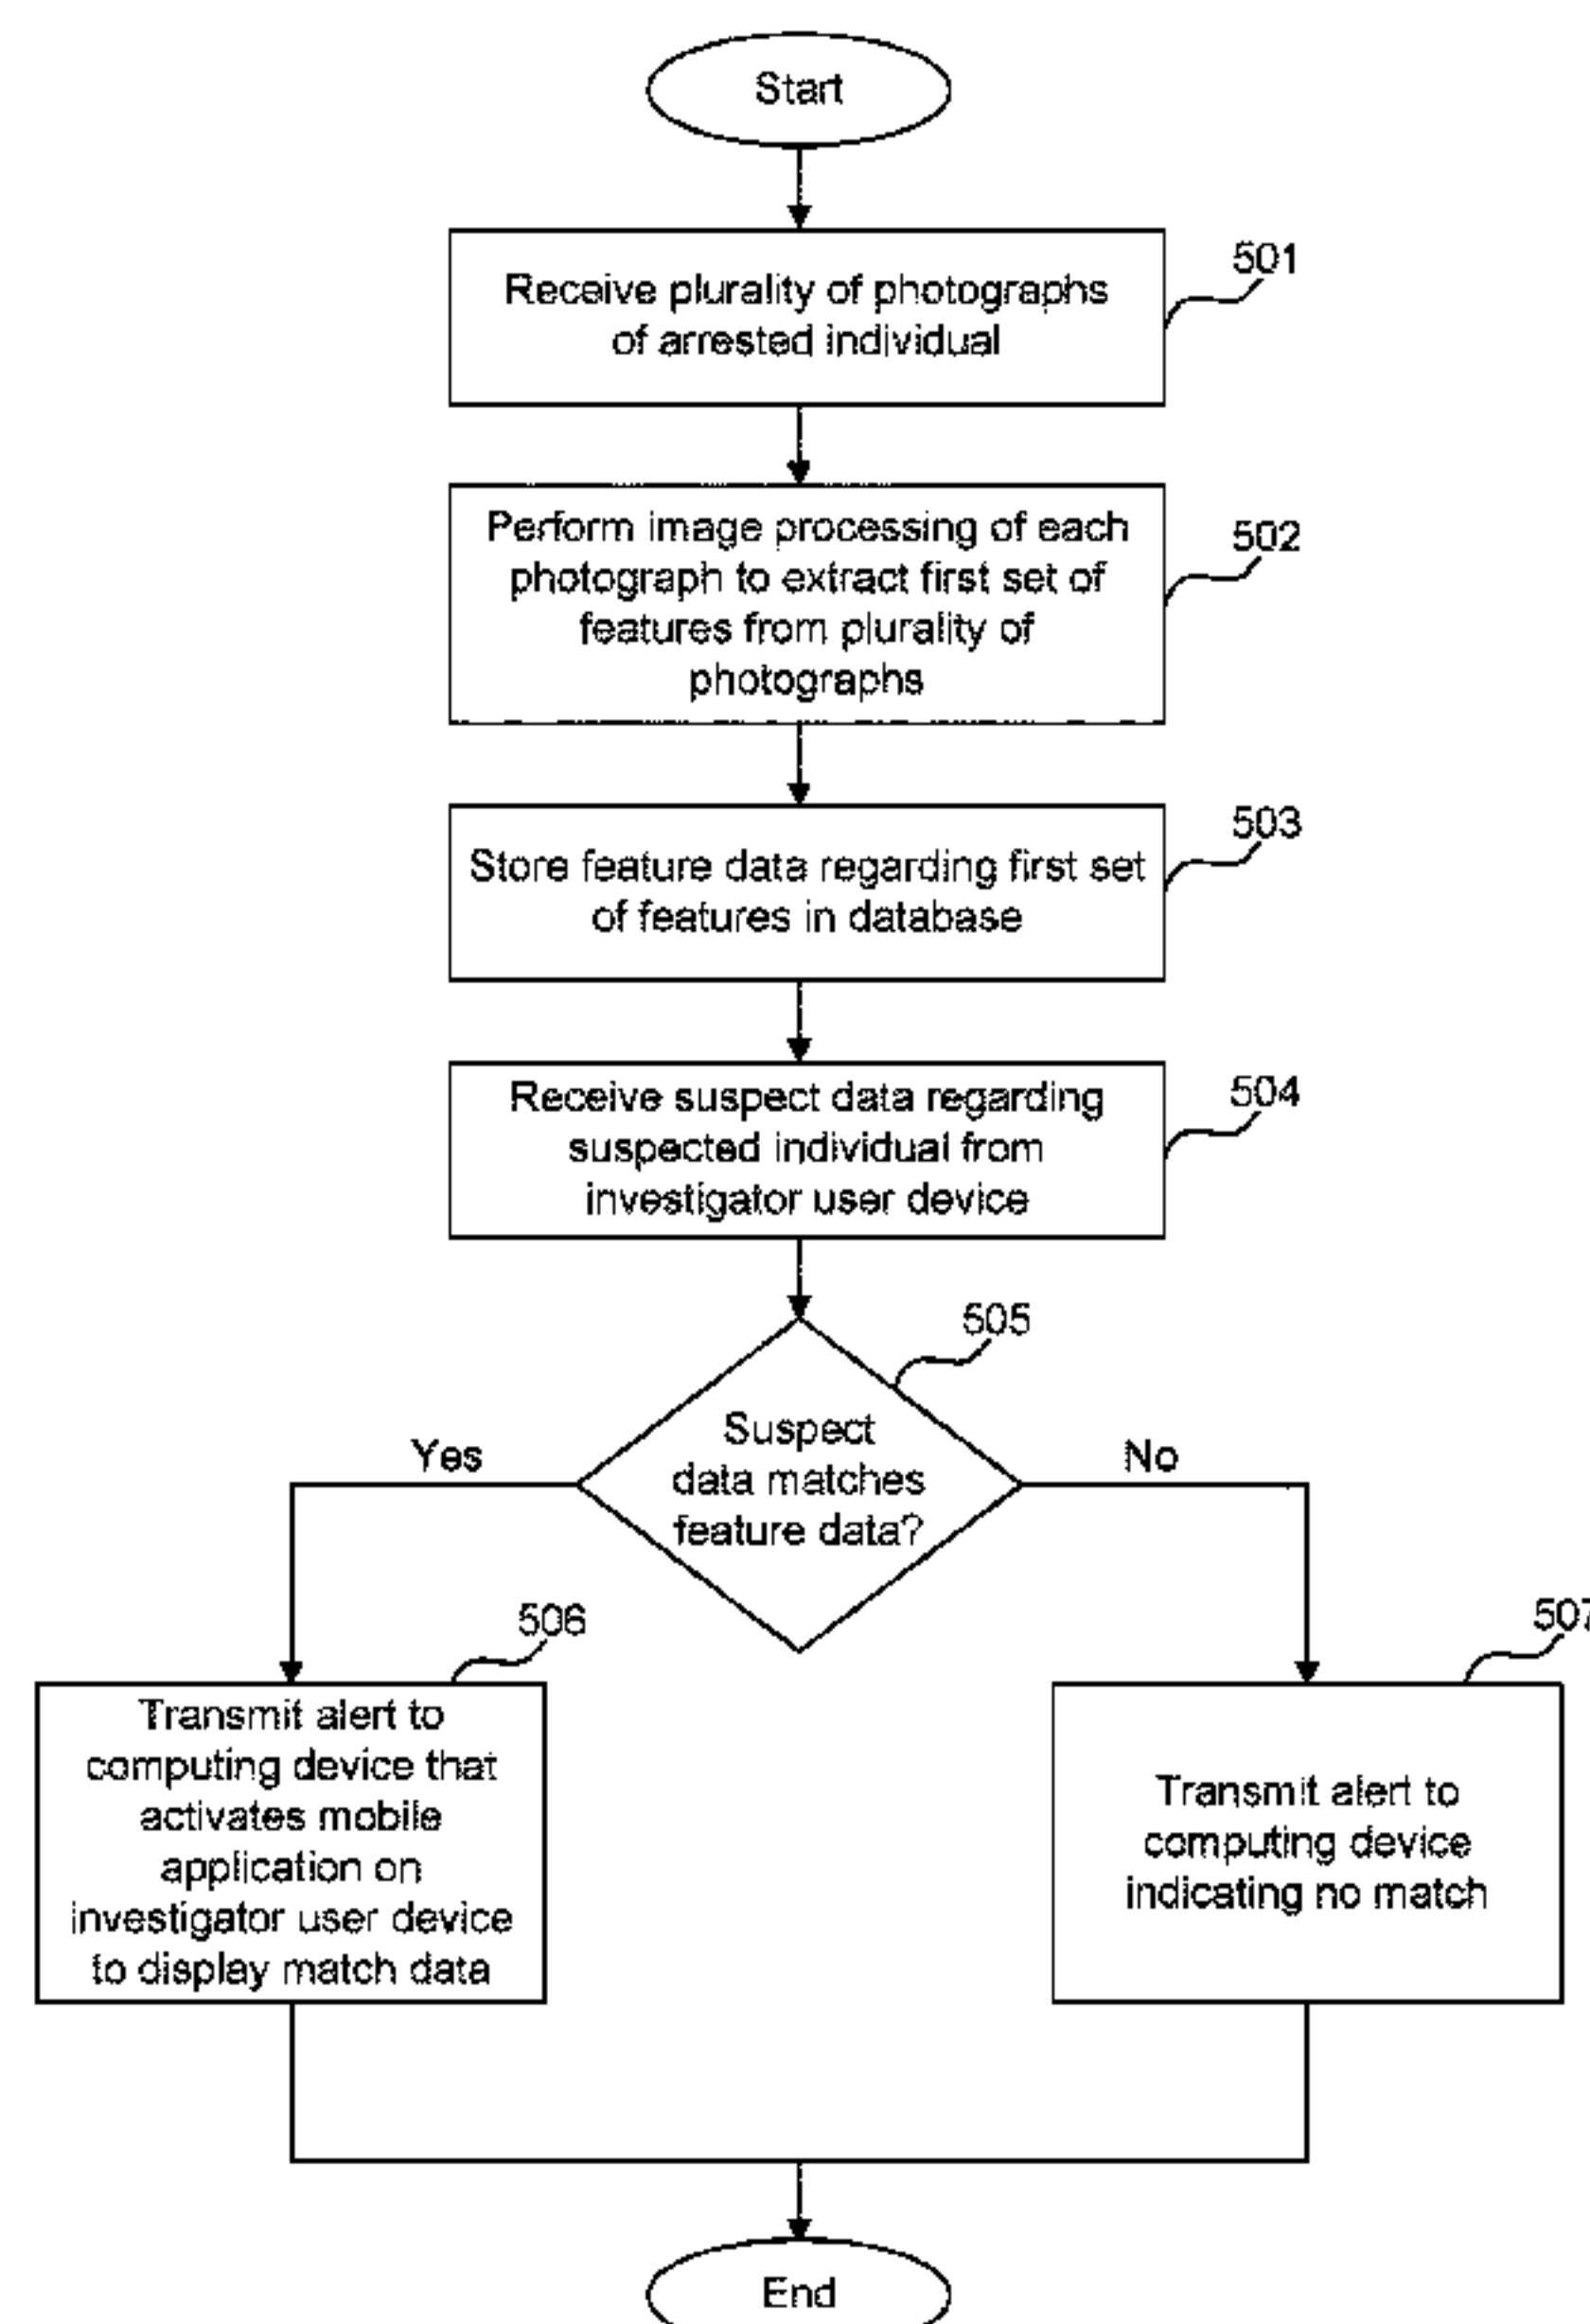 Start
Receive plurality of photographs
of arrested individual
501
Perform image processing of each
photograph to extract first set of
features from plurality of
photographs
502
Store feature data regarding first set
of features in database
503
Receive suspect data regarding
suspected individual from
investigator user device
504
505
Suspect
data matches
feature data?
Yes
No
506
Transmit alert to
computing device that
activates mobile
application on
investigator user device
to display match data
507
Transmit alert to
computing device
indicating no match
End